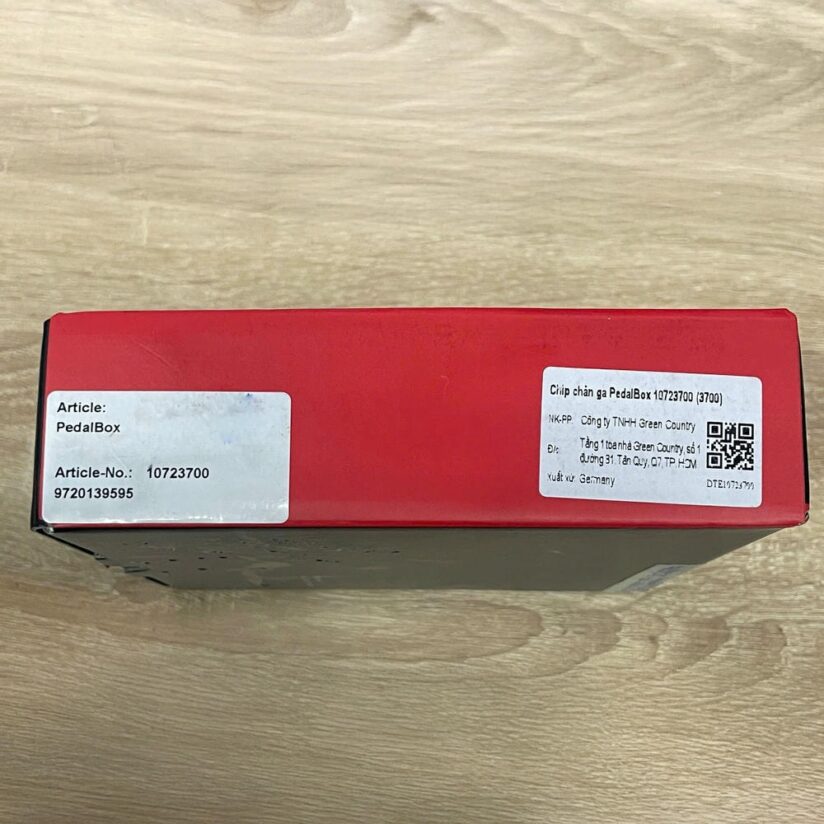 Article:
PedalBox
Article-No.: 10723700
9720139595
Chip chân ga PedalBox 10723700 (3700)
NK-PP: Công ty TNHH Green Country
Đ/c: Tầng 1 toà nhà Green Country, số 1
đường 31, Tân Quy, Q7, TP. HCM
Xuất xứ: Germany
DTE10723700